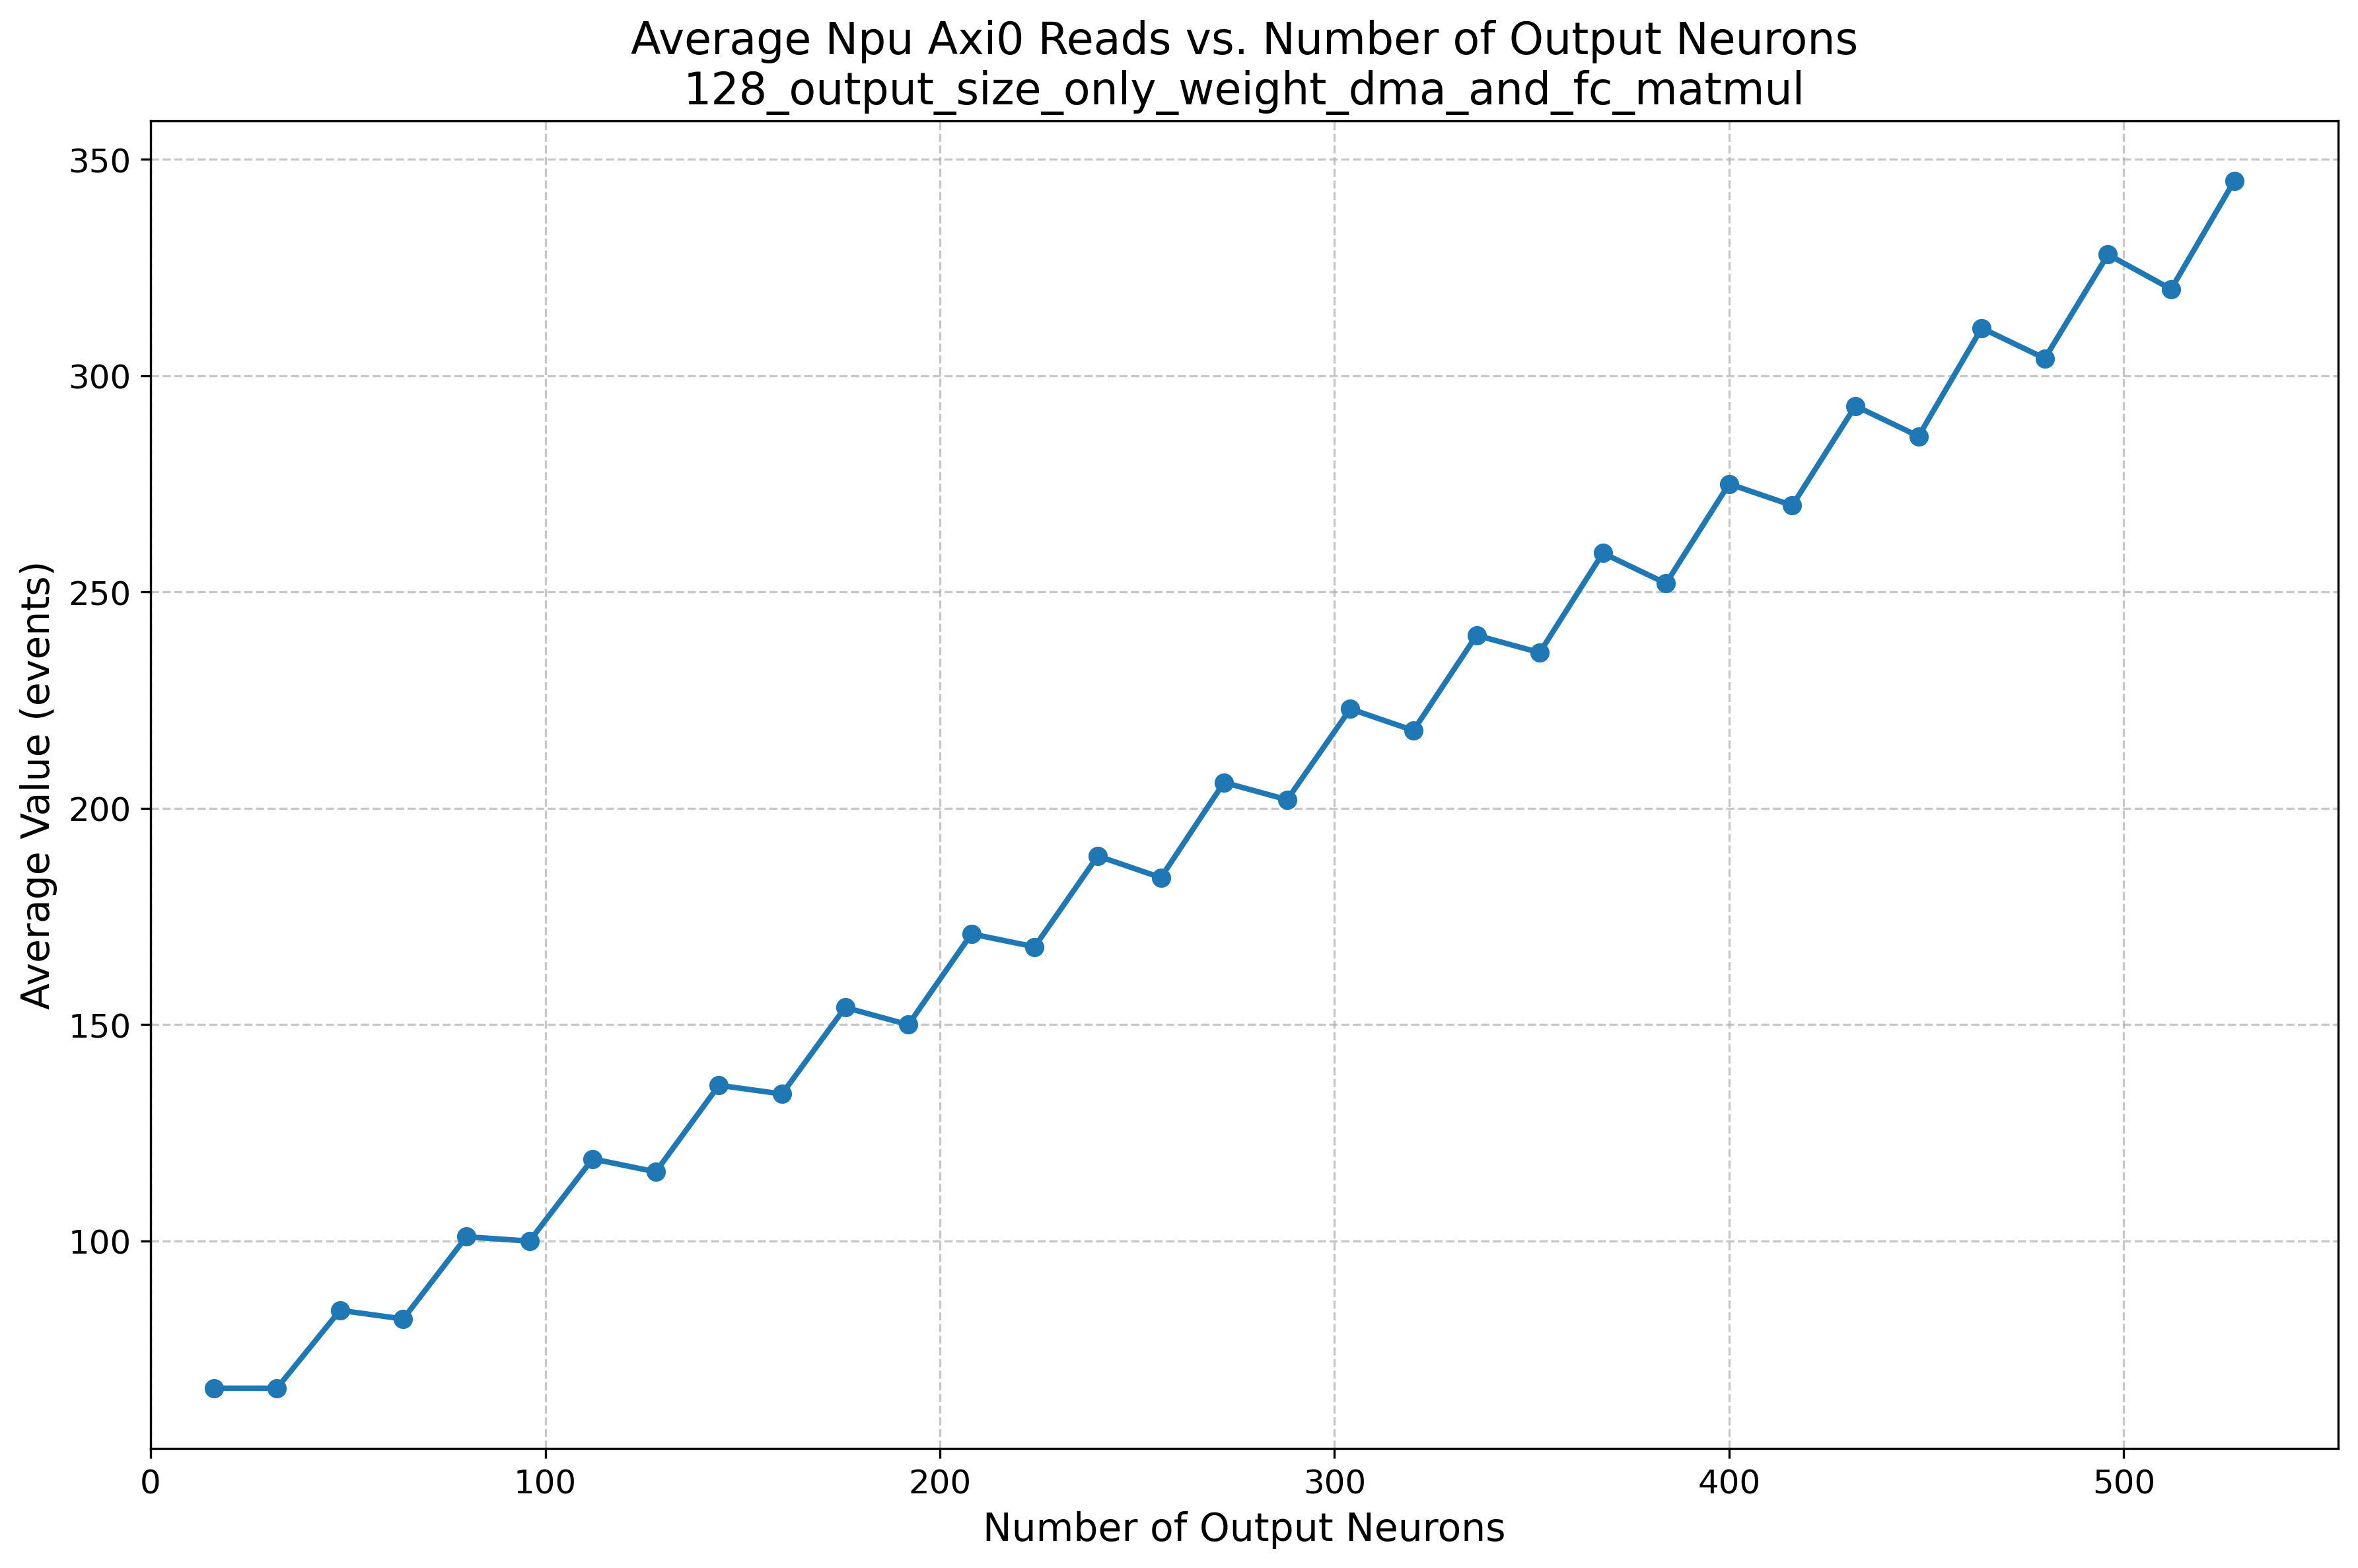 Average Npu Axi0 Reads vs. Number of Output Neurons
128_output_size_only_weight_dma_and_fc_matmul
350
300
250
200
150
100
Average Value (events)
0 100 200 300 400 500
Number of Output Neurons